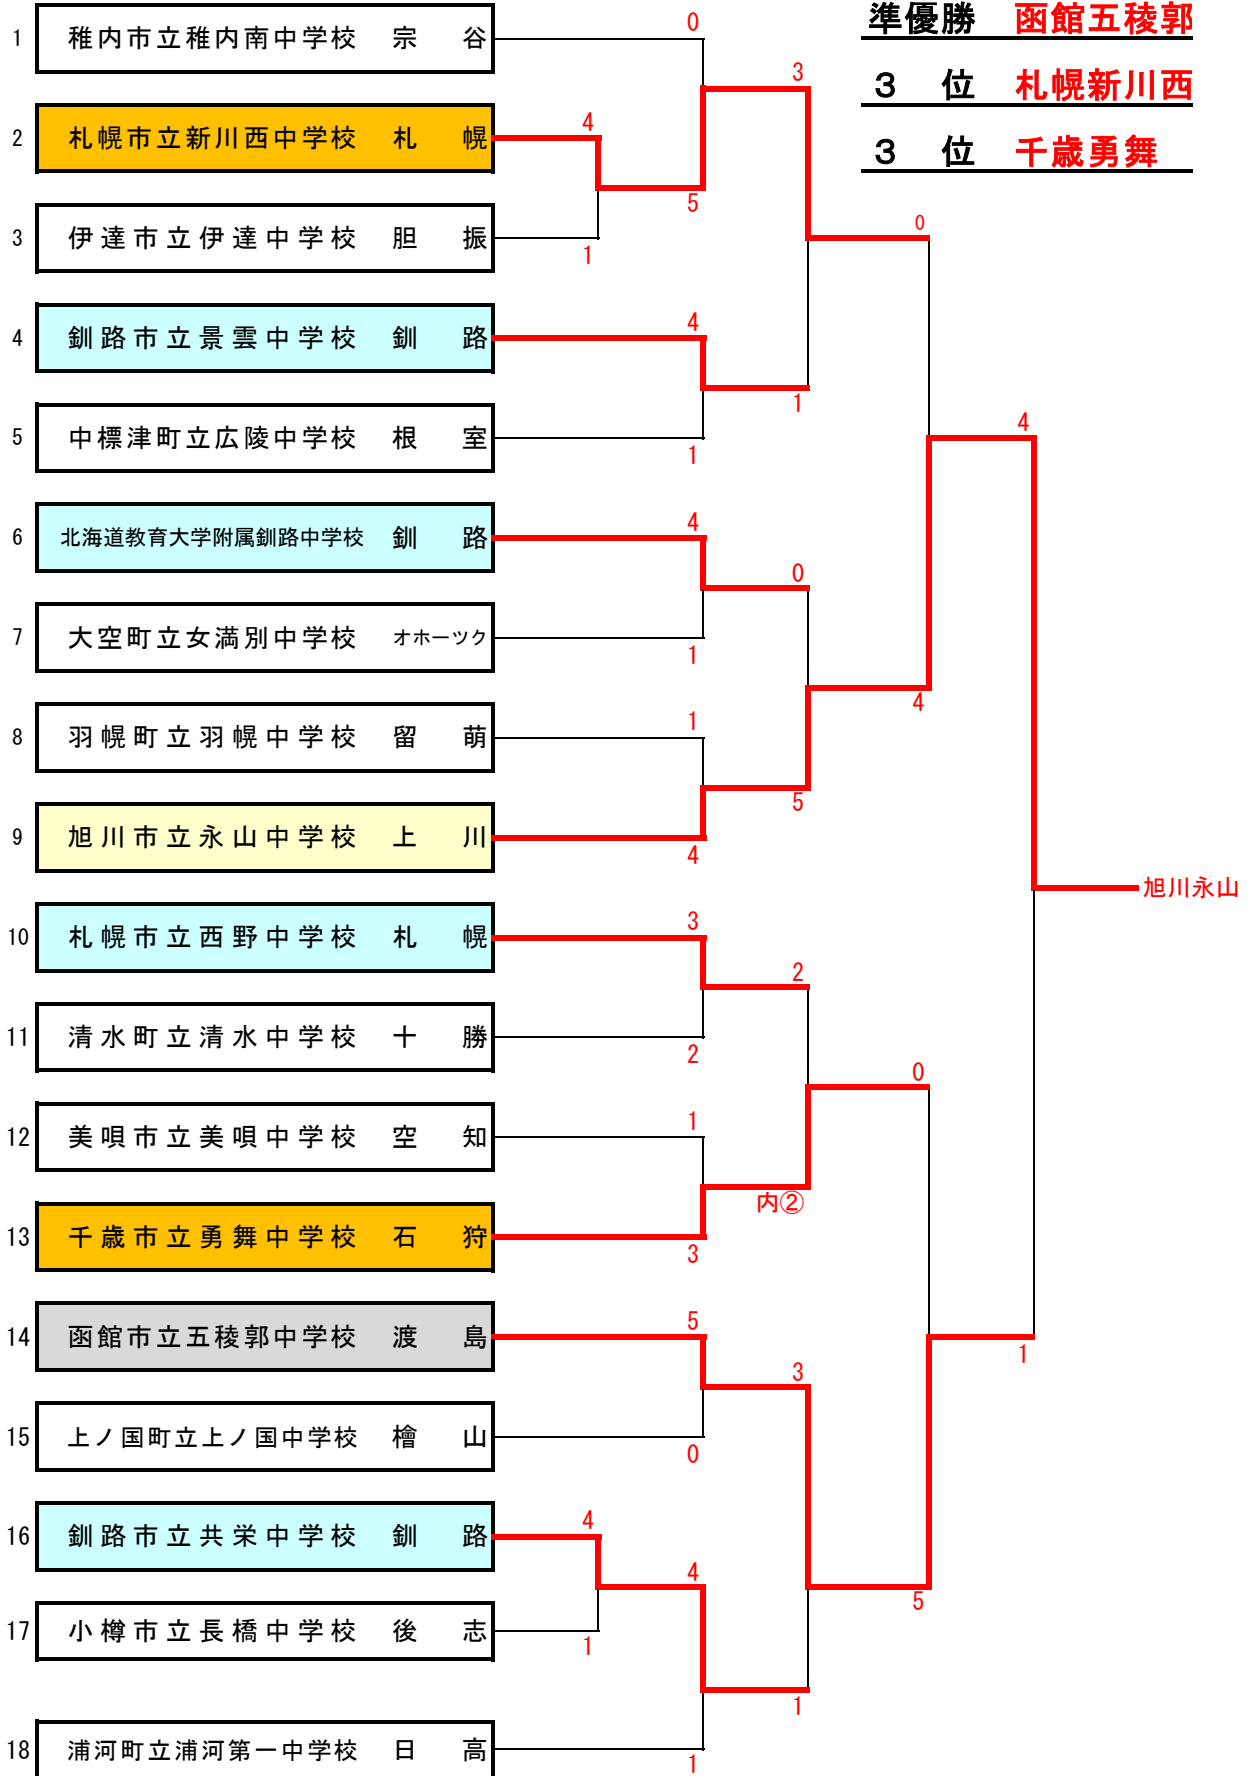 準優勝 函館五稜郭
3 位 札幌新川西
3 位 千歳勇舞
1 稚内市立稚内南中学校 宗谷 0
3
2 札幌市立新川西中学校 札幌 4
5
3 伊達市立伊達中学校 胆振 1
0
4 釧路市立景雲中学校 釧路 4
1
5 中標津町立広陵中学校 根室 1
4
6 北海道教育大学附属釧路中学校 釧路 4
0
7 大空町立女満別中学校 オホーツク 1
4
8 羽幌町立羽幌中学校 留萌 1
5
9 旭川市立永山中学校 上川 4
旭川永山
10 札幌市立西野中学校 札幌 3
2
11 清水町立清水中学校 十勝 2
0
12 美唄市立美唄中学校 空知 1
内②
13 千歳市立勇舞中学校 石狩 3
14 函館市立五稜郭中学校 渡島 5
1
3
15 上ノ国町立上ノ国中学校 檜山 0
16 釧路市立共栄中学校 釧路 4
4
5
17 小樽市立長橋中学校 後志 1
1
18 浦河町立浦河第一中学校 日高 1